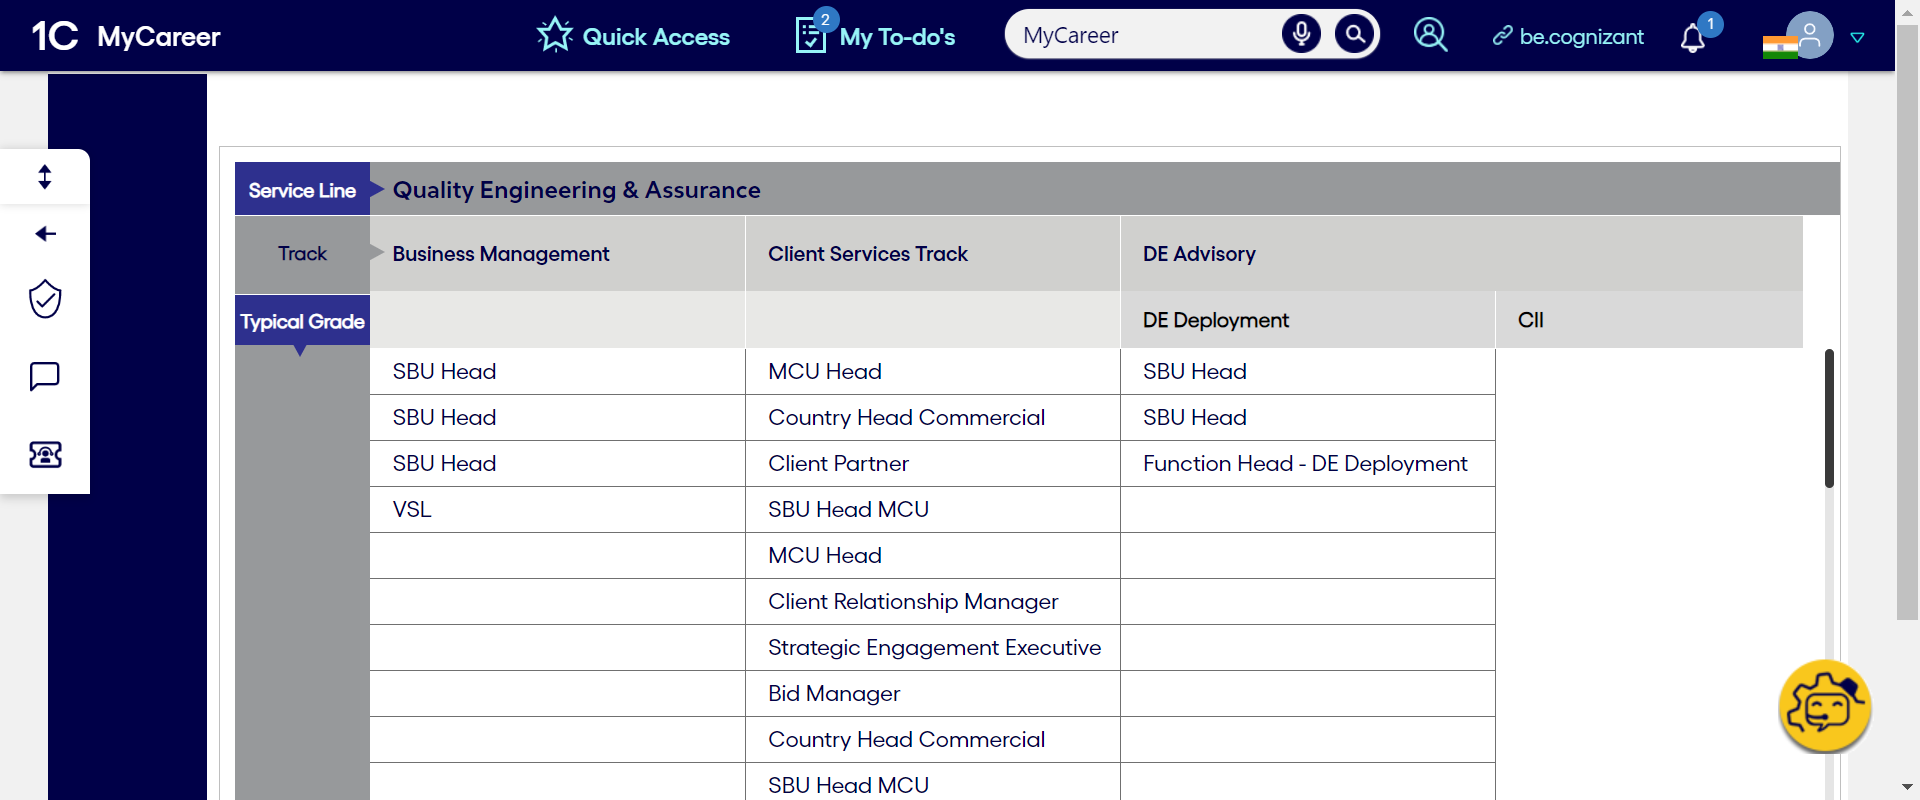 1C MyCareer Quick Access 2 My To-do's MyCareer be.cognizant 1
Service Line Quality Engineering & Assurance
Track Business Management Client Services Track DE Advisory
Typical Grade DE Deployment CII
SBU Head MCU Head SBU Head
SBU Head Country Head Commercial SBU Head
SBU Head Client Partner Function Head - DE Deployment
VSL SBU Head MCU
MCU Head
Client Relationship Manager
Strategic Engagement Executive
Bid Manager
Country Head Commercial
SBU Head MCU